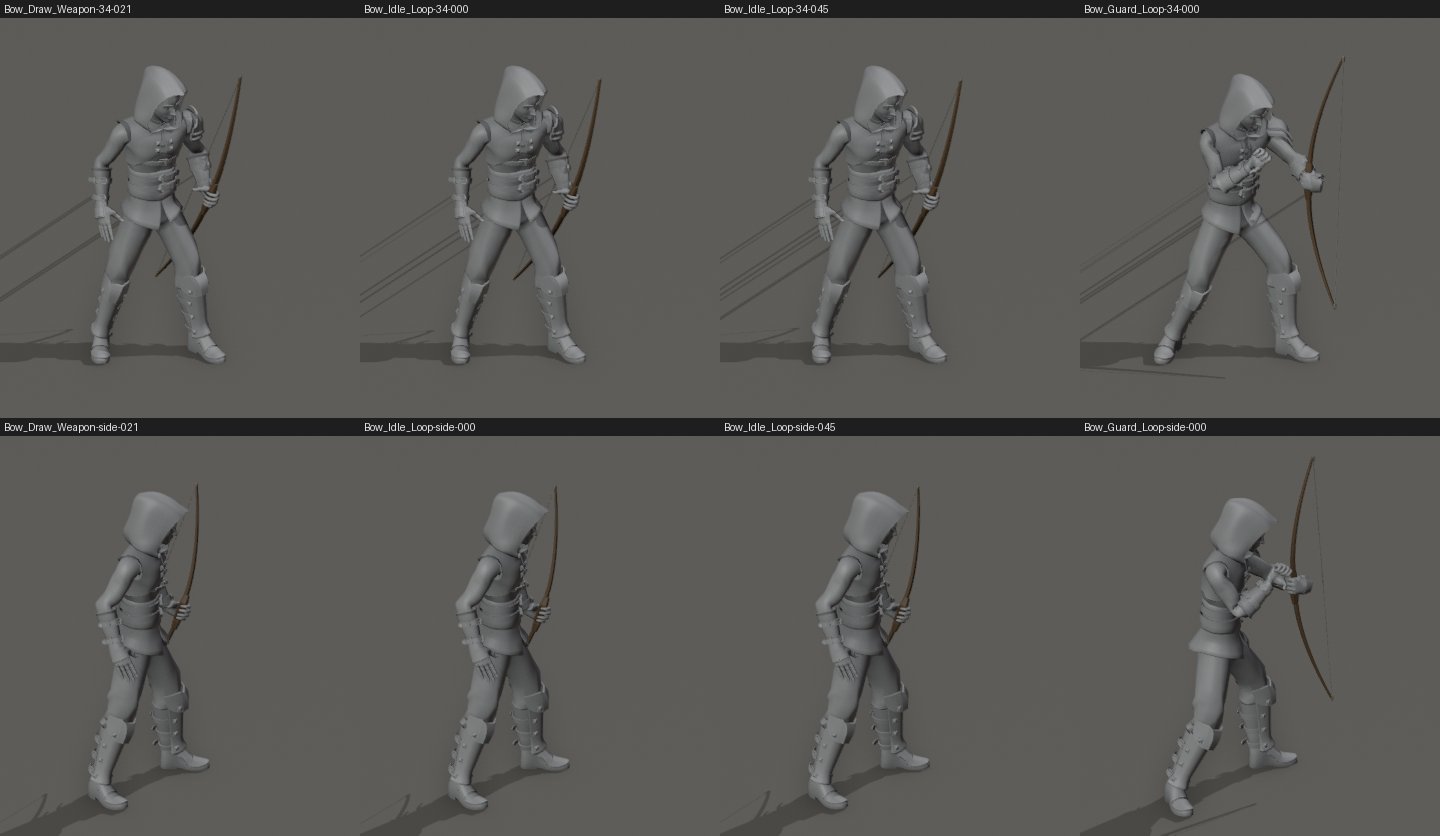 Bow_Draw_Weapon-34-021
Bow_Idle_Loop-34-000
Bow_Idle_Loop-34-045
Bow_Guard_Loop-34-000
Bow_Draw_Weapon-side-021
Bow_Idle_Loop-side-000
Bow_Idle_Loop-side-045
Bow_Guard_Loop-side-000